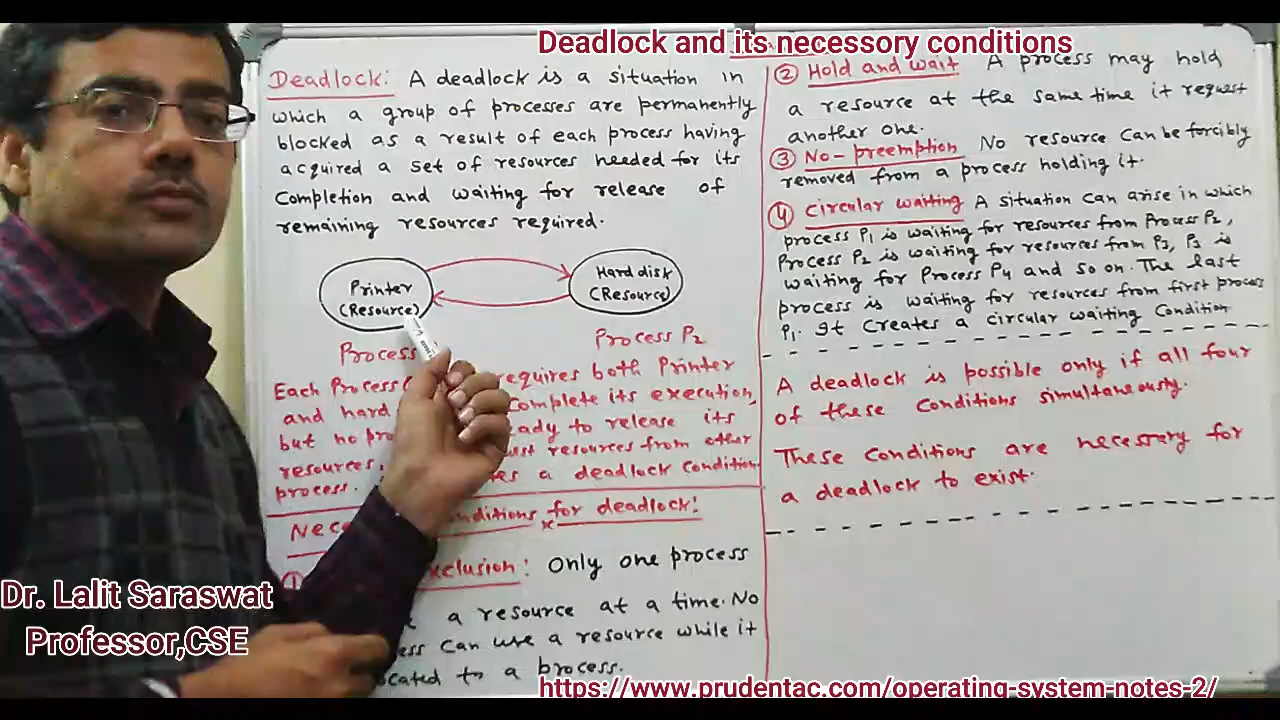 Deadlock and its necessory conditions
Deadlock: A deadlock is a situation in
which a group of processes are permanently
blocked as a result of each process having
acquired a set of resources needed for its
Completion and waiting for release of
remaining resources required.
Printer
(Resource)
Hard disk
(Resource)
Process
Process P2
Each Process requires both Printer
and hard complete its execution,
but no ready to release its
resources. resources from other
process. a deadlock condition
conditions for deadlock!
① exclusion: Only one process
a resource at a time. No
can use a resource while it
to a process.
② Hold and wait A process may hold
a resource at the same time it request
another one.
③ No-preemption No resource can be forcibly
removed from a process holding it.
④ Circular waiting A situation can arise in which
process P1 is waiting for resources from Process P2,
Process P2 is waiting for resources from P3, P3 is
waiting for Process P4 and so on. The last
process is waiting for resources from first process
P1. It Creates a circular waiting Condition
A deadlock is possible only if all four
of these Conditions simultaneously.
These Conditions are necessary for
a deadlock to exist.
Dr. Lalit Saraswat
Professor,CSE
https://www.prudentac.com/operating-system-notes-2/